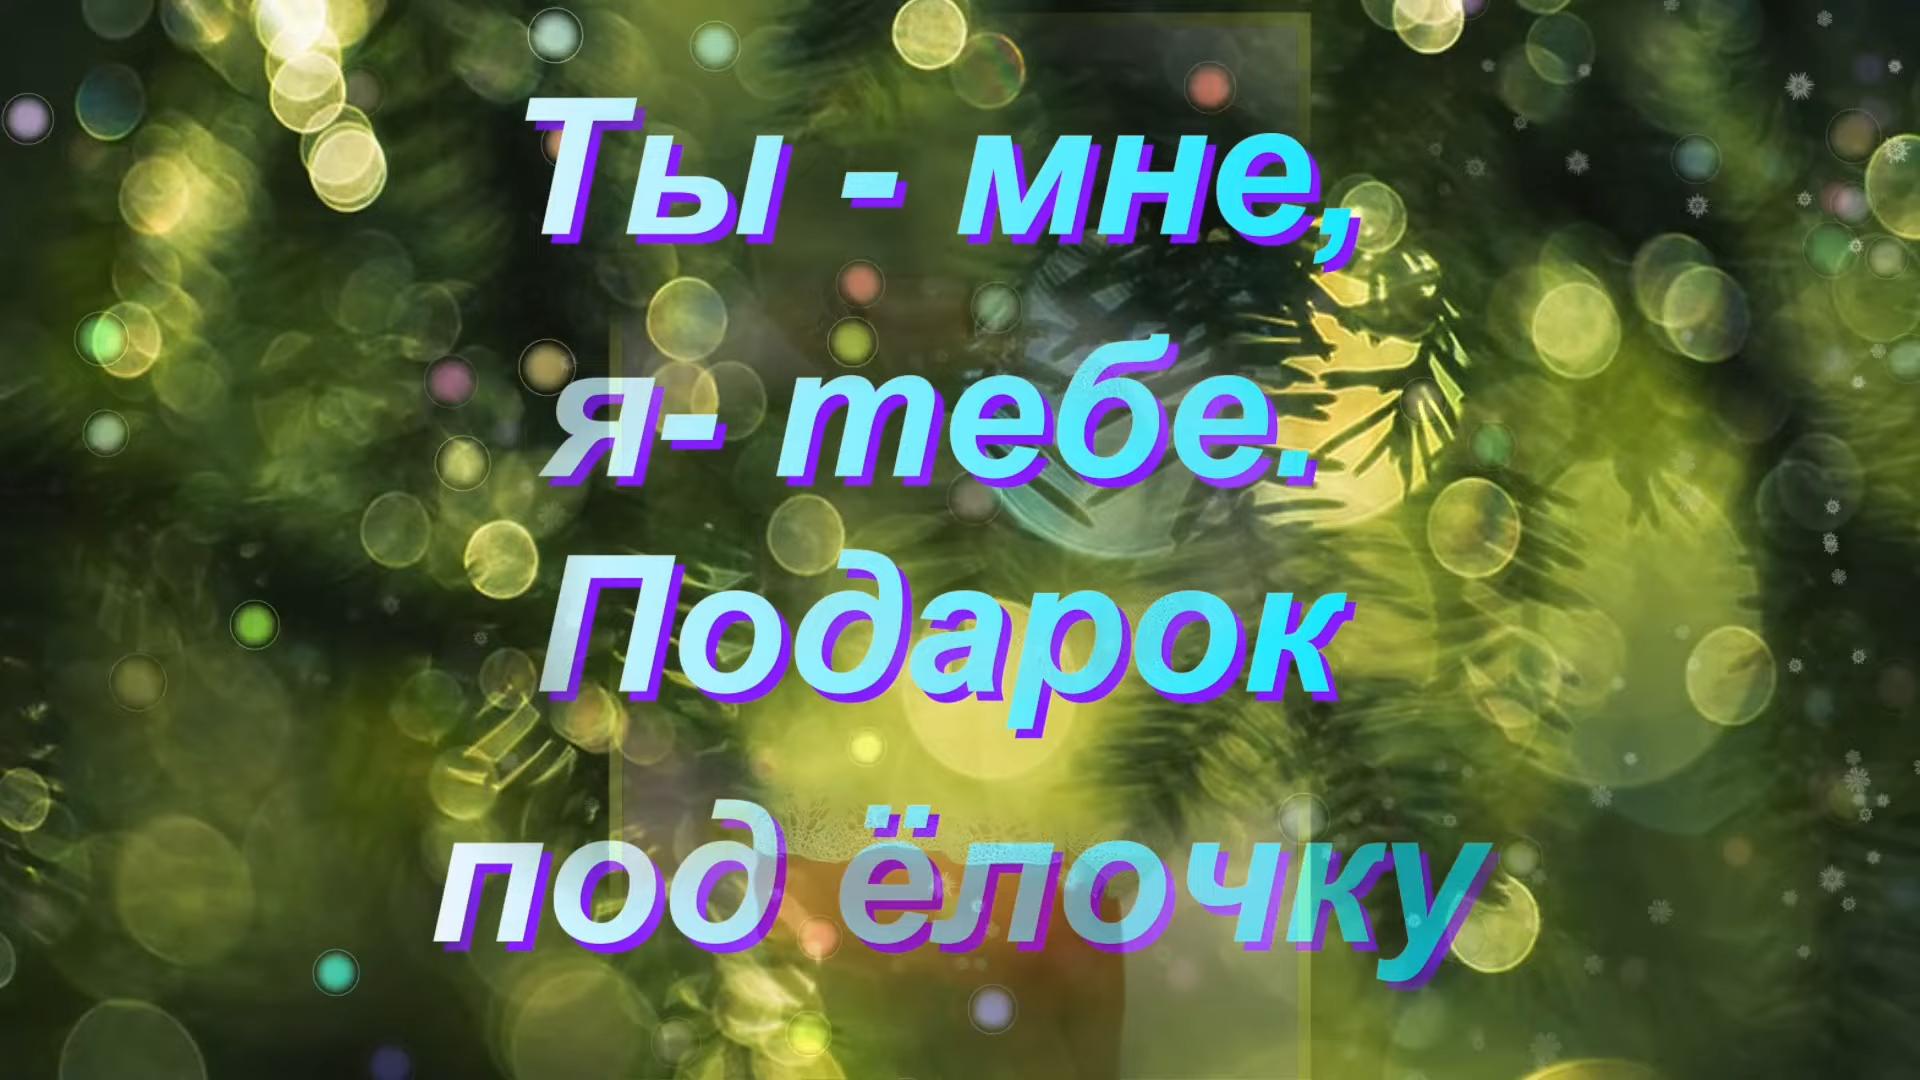 Ты - мне,
я- тебе.
Подарок
под ёлочку